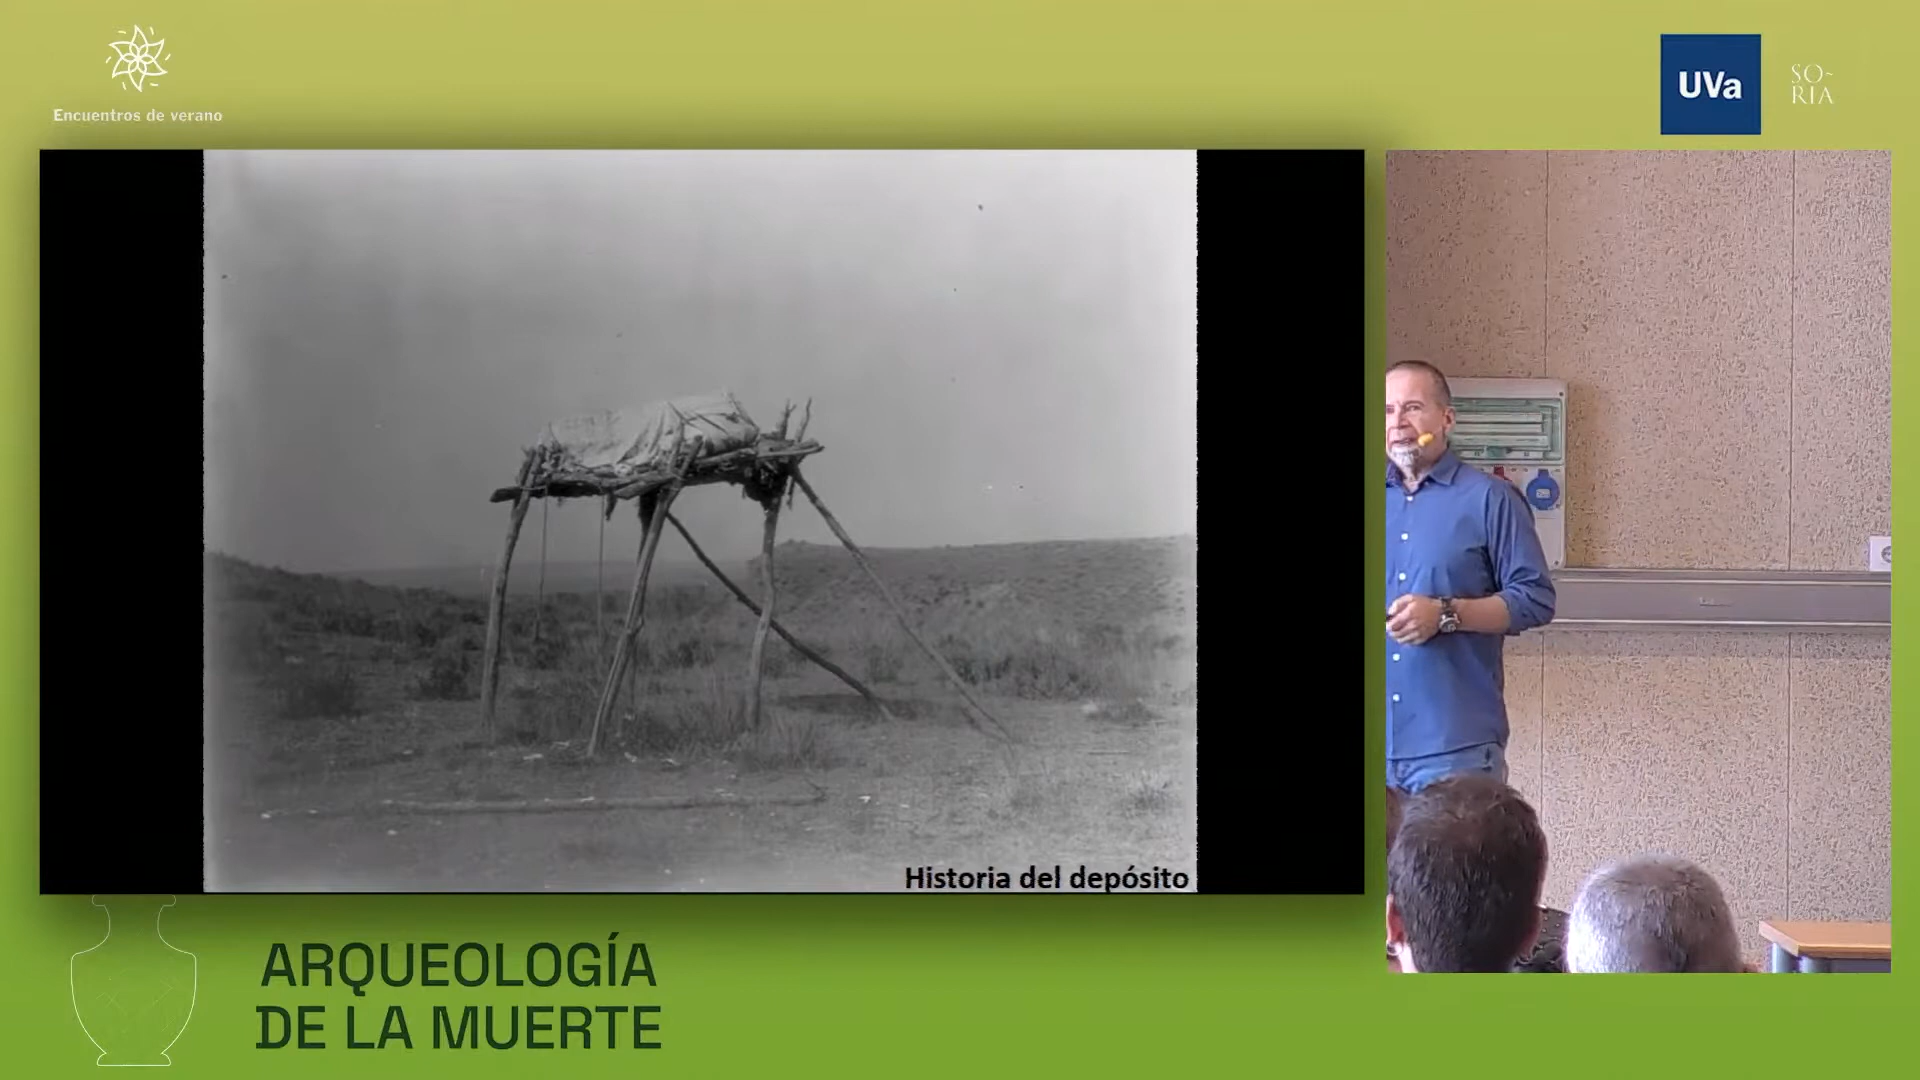 Encuentros de verano
UVa
SO-
RIA
Historia del depósito
ARQUEOLOGÍA
DE LA MUERTE